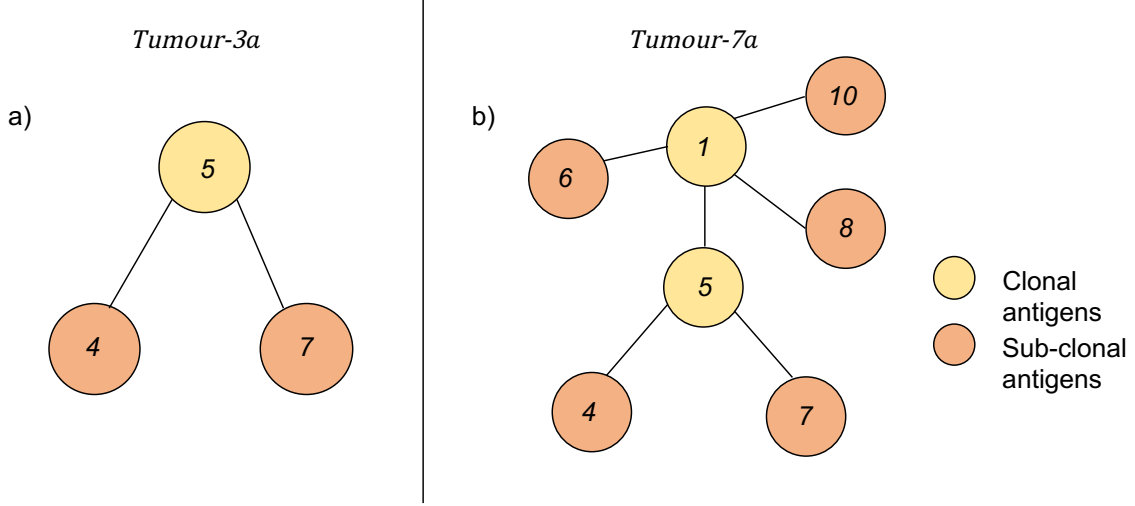 Tumour-3a
a)
5
4
7
Tumour-7a
b)
10
1
6
8
5
4
7
Clonal
antigens
Sub-clonal
antigens